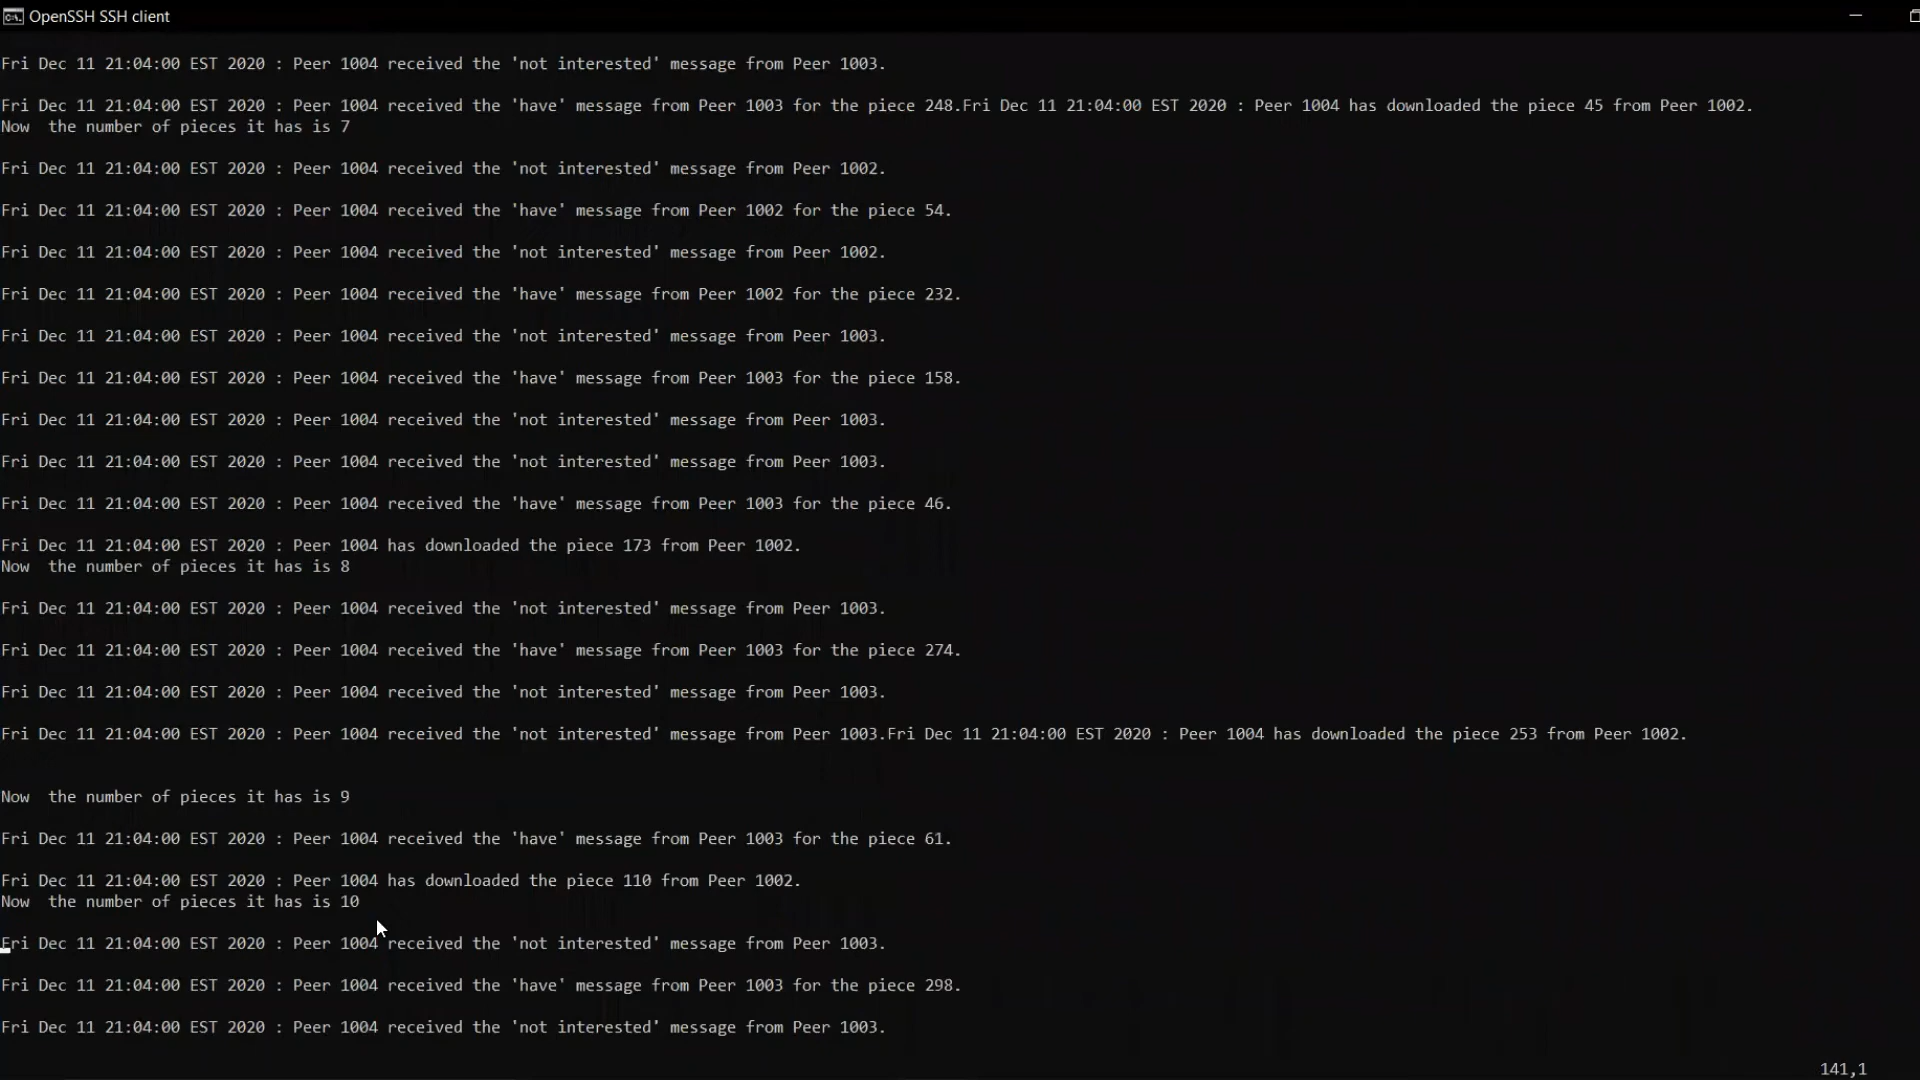 OpenSSH SSH client
Fri Dec 11 21:04:00 EST 2020 : Peer 1004 received the 'not interested' message from Peer 1003.
Fri Dec 11 21:04:00 EST 2020 : Peer 1004 received the 'have' message from Peer 1003 for the piece 248.Fri Dec 11 21:04:00 EST 2020 : Peer 1004 has downloaded the piece 45 from Peer 1002.
Now  the number of pieces it has is 7
Fri Dec 11 21:04:00 EST 2020 : Peer 1004 received the 'not interested' message from Peer 1002.
Fri Dec 11 21:04:00 EST 2020 : Peer 1004 received the 'have' message from Peer 1002 for the piece 54.
Fri Dec 11 21:04:00 EST 2020 : Peer 1004 received the 'not interested' message from Peer 1002.
Fri Dec 11 21:04:00 EST 2020 : Peer 1004 received the 'have' message from Peer 1002 for the piece 232.
Fri Dec 11 21:04:00 EST 2020 : Peer 1004 received the 'not interested' message from Peer 1003.
Fri Dec 11 21:04:00 EST 2020 : Peer 1004 received the 'have' message from Peer 1003 for the piece 158.
Fri Dec 11 21:04:00 EST 2020 : Peer 1004 received the 'not interested' message from Peer 1003.
Fri Dec 11 21:04:00 EST 2020 : Peer 1004 received the 'not interested' message from Peer 1003.
Fri Dec 11 21:04:00 EST 2020 : Peer 1004 received the 'have' message from Peer 1003 for the piece 46.
Fri Dec 11 21:04:00 EST 2020 : Peer 1004 has downloaded the piece 173 from Peer 1002.
Now  the number of pieces it has is 8
Fri Dec 11 21:04:00 EST 2020 : Peer 1004 received the 'not interested' message from Peer 1003.
Fri Dec 11 21:04:00 EST 2020 : Peer 1004 received the 'have' message from Peer 1003 for the piece 274.
Fri Dec 11 21:04:00 EST 2020 : Peer 1004 received the 'not interested' message from Peer 1003.
Fri Dec 11 21:04:00 EST 2020 : Peer 1004 received the 'not interested' message from Peer 1003.Fri Dec 11 21:04:00 EST 2020 : Peer 1004 has downloaded the piece 253 from Peer 1002.
Now  the number of pieces it has is 9
Fri Dec 11 21:04:00 EST 2020 : Peer 1004 received the 'have' message from Peer 1003 for the piece 61.
Fri Dec 11 21:04:00 EST 2020 : Peer 1004 has downloaded the piece 110 from Peer 1002.
Now  the number of pieces it has is 10
Fri Dec 11 21:04:00 EST 2020 : Peer 1004 received the 'not interested' message from Peer 1003.
Fri Dec 11 21:04:00 EST 2020 : Peer 1004 received the 'have' message from Peer 1003 for the piece 298.
Fri Dec 11 21:04:00 EST 2020 : Peer 1004 received the 'not interested' message from Peer 1003.
141,1